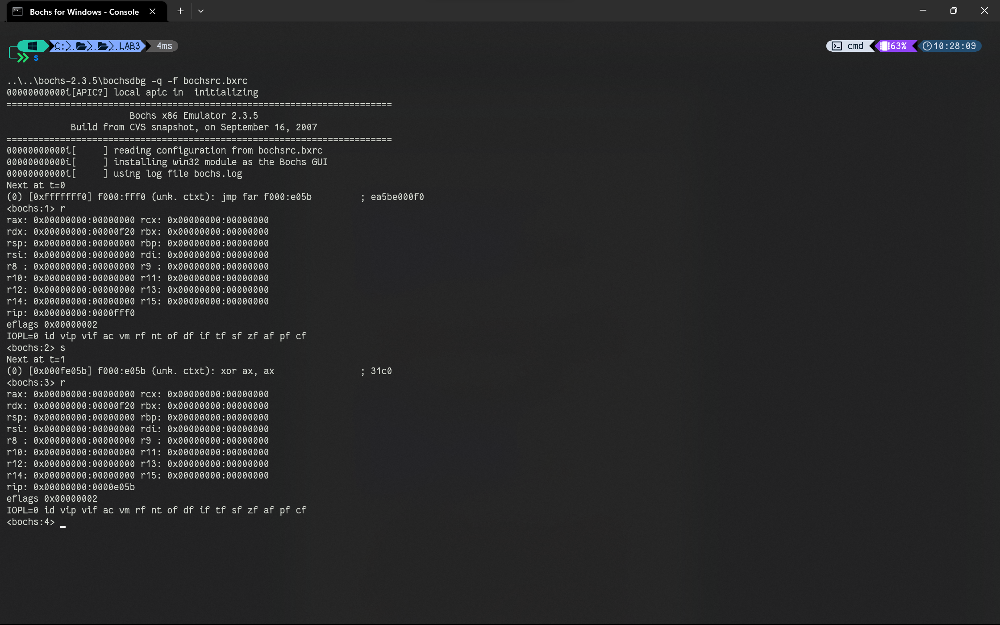 Bochs for Windows - Console
C:\ .. .. LAB3 4ms
cmd 63% 10:28:09
s
..\..\bochs-2.3.5\bochsdbg -q -f bochsrc.bxrc
00000000000i[APIC?] local apic in  initializing
========================================================================
Bochs x86 Emulator 2.3.5
Build from CVS snapshot, on September 16, 2007
========================================================================
00000000000i[     ] reading configuration from bochsrc.bxrc
00000000000i[     ] installing win32 module as the Bochs GUI
00000000000i[     ] using log file bochs.log
Next at t=0
(0) [0xfffffff0] f000:fff0 (unk. ctxt): jmp far f000:e05b         ; ea5be000f0
<bochs:1> r
rax: 0x00000000:00000000 rcx: 0x00000000:00000000
rdx: 0x00000000:00000f20 rbx: 0x00000000:00000000
rsp: 0x00000000:00000000 rbp: 0x00000000:00000000
rsi: 0x00000000:00000000 rdi: 0x00000000:00000000
r8 : 0x00000000:00000000 r9 : 0x00000000:00000000
r10: 0x00000000:00000000 r11: 0x00000000:00000000
r12: 0x00000000:00000000 r13: 0x00000000:00000000
r14: 0x00000000:00000000 r15: 0x00000000:00000000
rip: 0x00000000:0000fff0
eflags 0x00000002
IOPL=0 id vip vif ac vm rf nt of df if tf sf zf af pf cf
<bochs:2> s
Next at t=1
(0) [0x000fe05b] f000:e05b (unk. ctxt): xor ax, ax                ; 31c0
<bochs:3> r
rax: 0x00000000:00000000 rcx: 0x00000000:00000000
rdx: 0x00000000:00000f20 rbx: 0x00000000:00000000
rsp: 0x00000000:00000000 rbp: 0x00000000:00000000
rsi: 0x00000000:00000000 rdi: 0x00000000:00000000
r8 : 0x00000000:00000000 r9 : 0x00000000:00000000
r10: 0x00000000:00000000 r11: 0x00000000:00000000
r12: 0x00000000:00000000 r13: 0x00000000:00000000
r14: 0x00000000:00000000 r15: 0x00000000:00000000
rip: 0x00000000:0000e05b
eflags 0x00000002
IOPL=0 id vip vif ac vm rf nt of df if tf sf zf af pf cf
<bochs:4> _